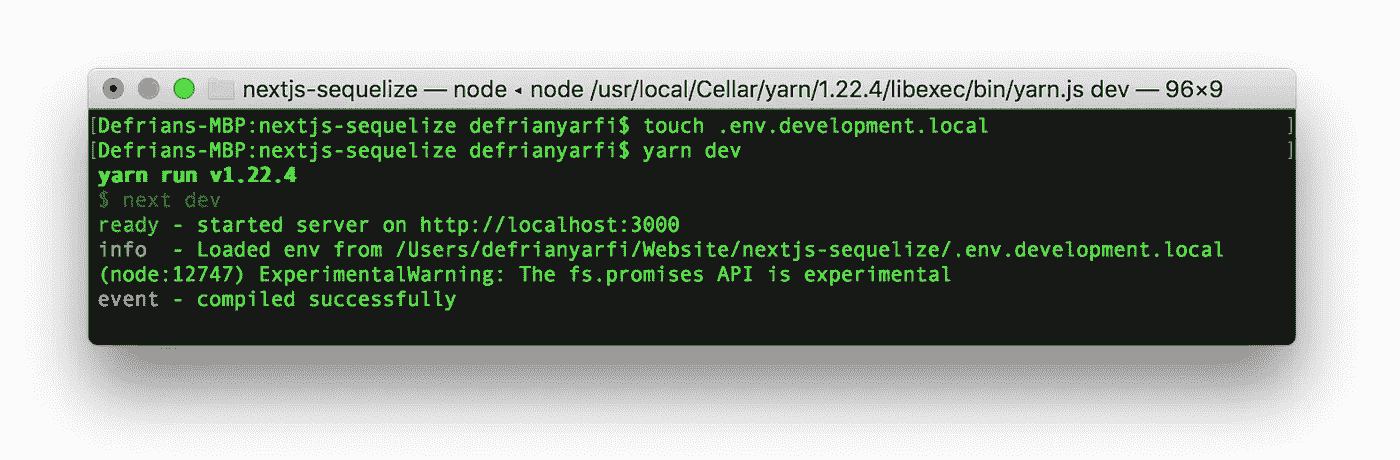 nextjs-sequelize — node ◂ node /usr/local/Cellar/yarn/1.22.4/libexec/bin/yarn.js dev — 96×9
[Defrians-MBP:nextjs-sequelize defrianyarfi$ touch .env.development.local ]
[Defrians-MBP:nextjs-sequelize defrianyarfi$ yarn dev ]
yarn run v1.22.4
$ next dev
ready - started server on http://localhost:3000
info  - Loaded env from /Users/defrianyarfi/Website/nextjs-sequelize/.env.development.local
(node:12747) ExperimentalWarning: The fs.promises API is experimental
event - compiled successfully